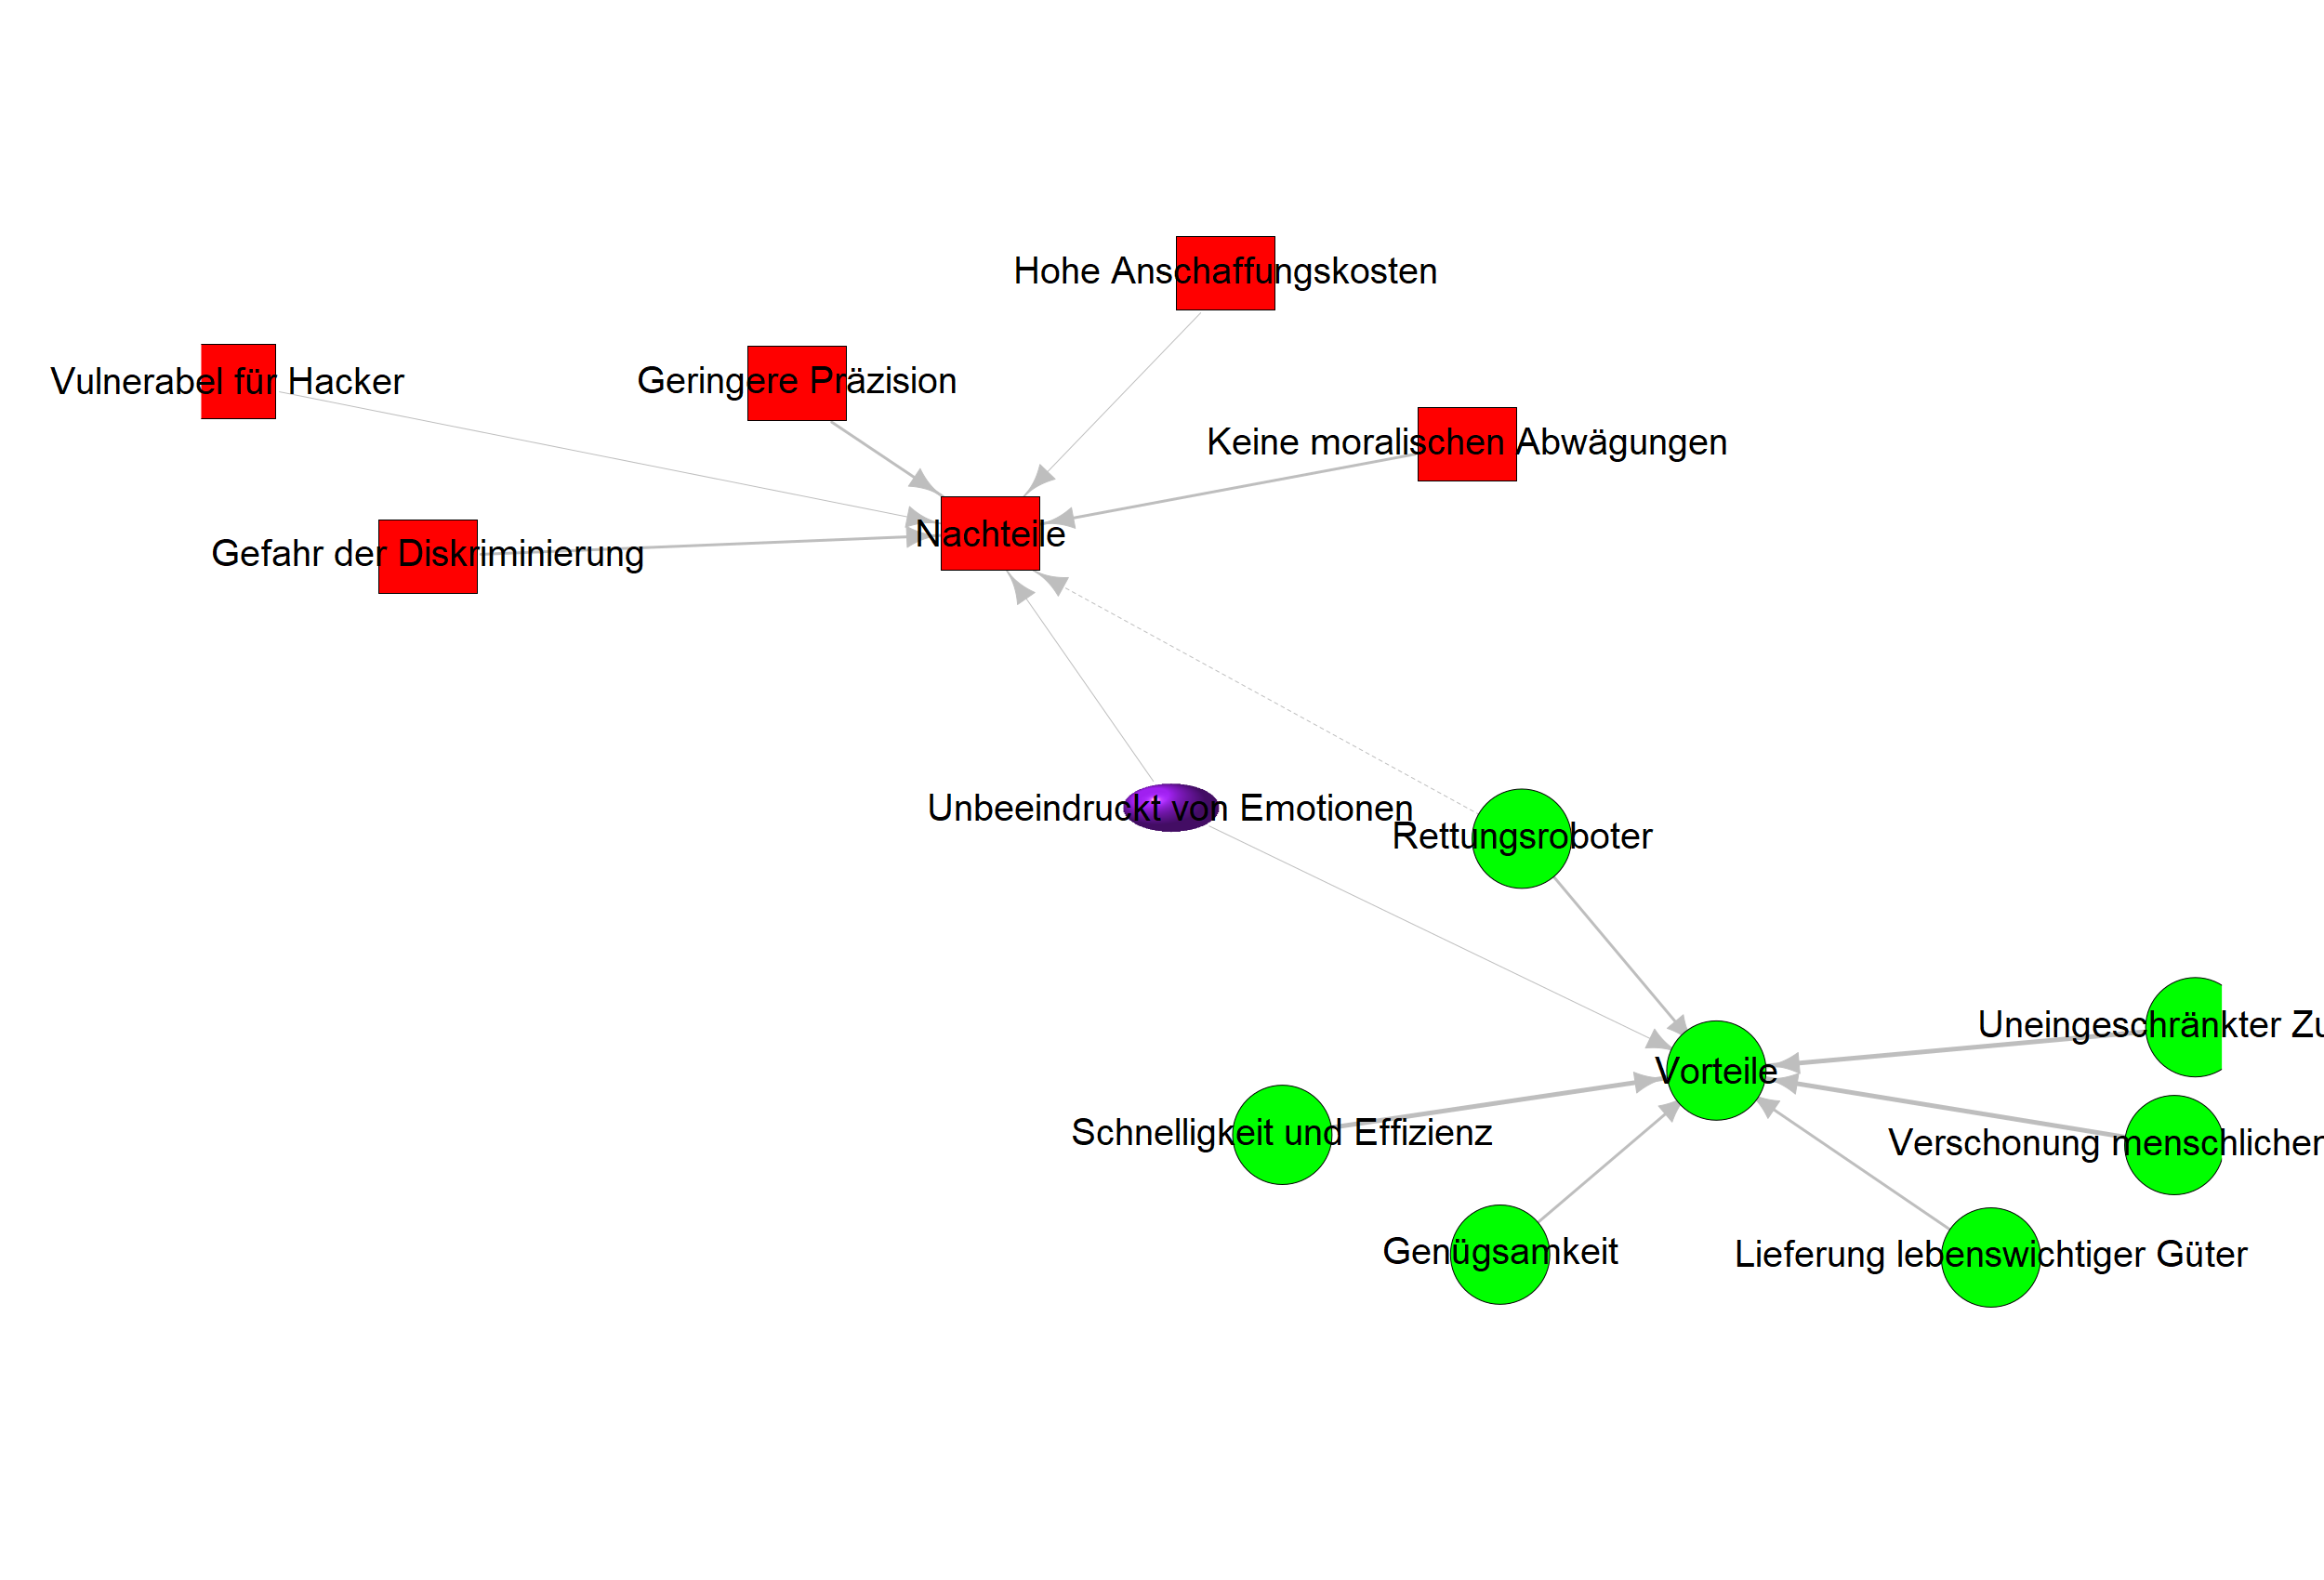 Hohe Anschaffungskosten
Vulnerabel für Hacker
Geringere Präzision
Keine moralischen Abwägungen
Nachteile
Gefahr der Diskriminierung
Unbeeindruckt von Emotionen
Rettungsroboter
Uneingeschränkter
Vorteile
Schnelligkeit und Effizienz
Verschonung menschlicher
Genügsamkeit
Lieferung lebenswichtiger Güter